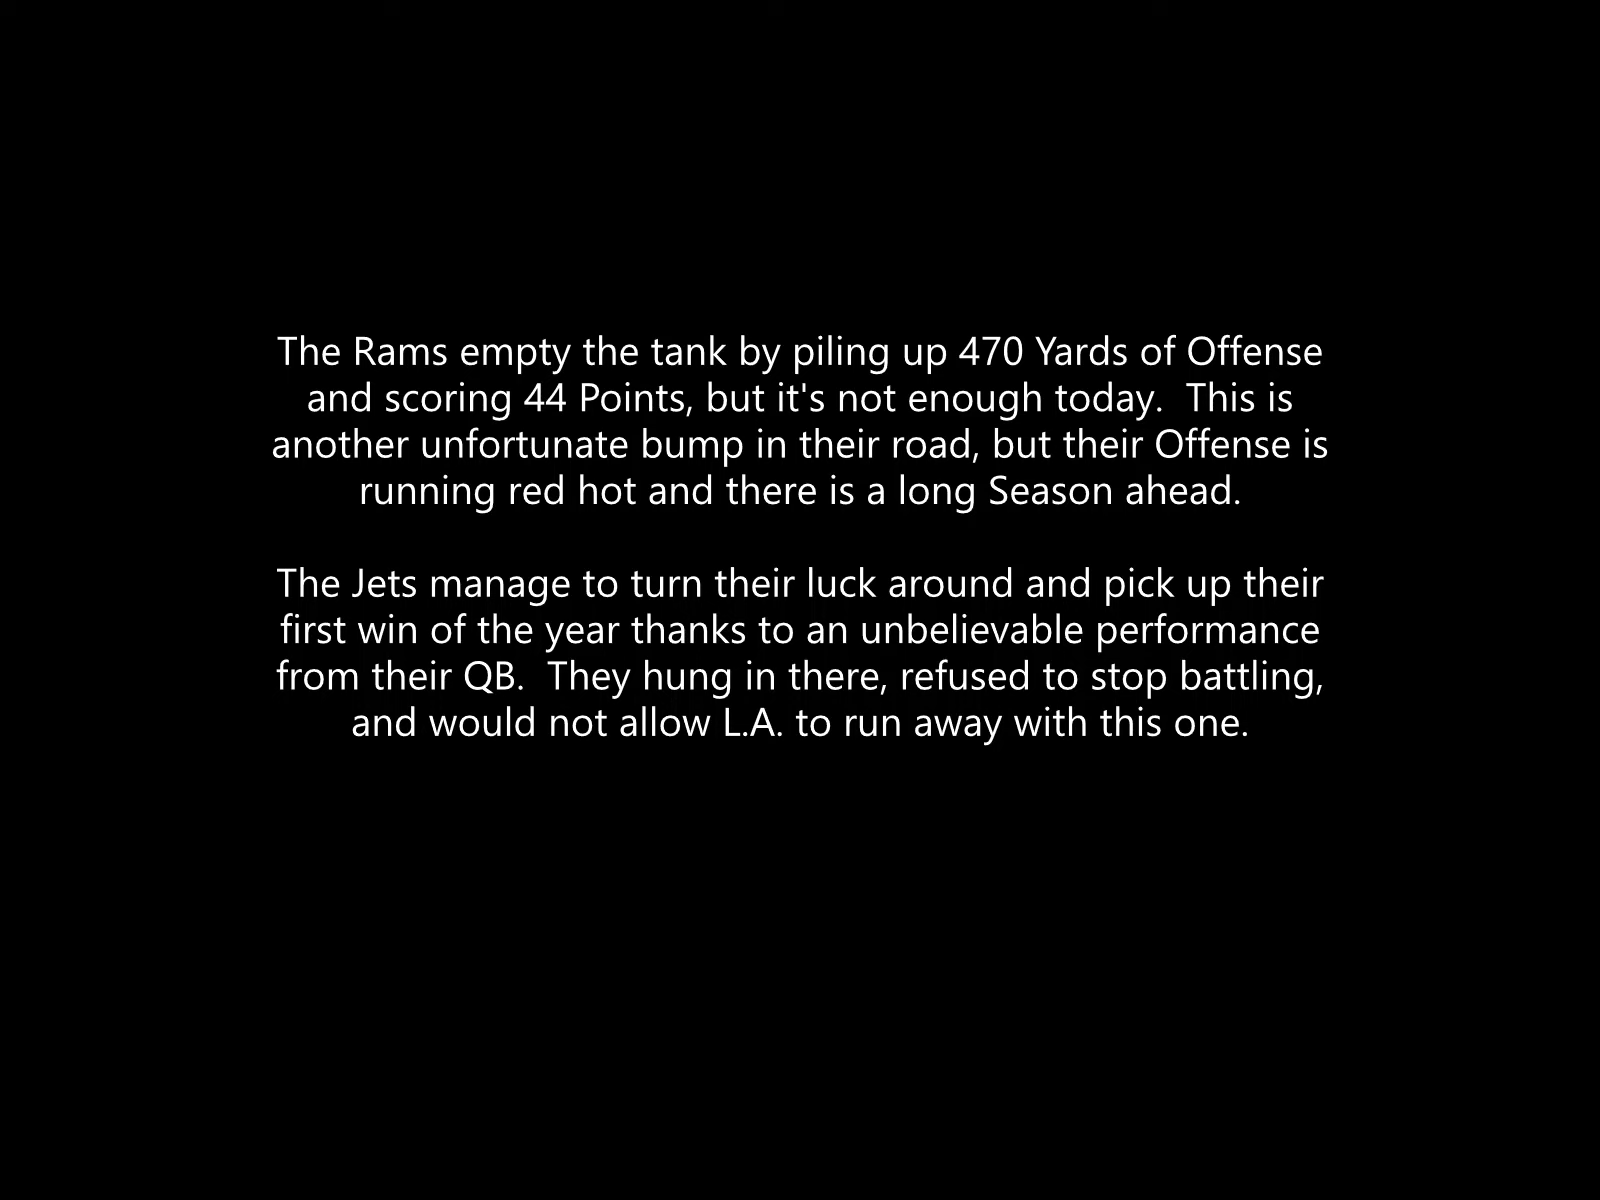 The Rams empty the tank by piling up 470 Yards of Offense
and scoring 44 Points, but it's not enough today.  This is
another unfortunate bump in their road, but their Offense is
running red hot and there is a long Season ahead.
The Jets manage to turn their luck around and pick up their
first win of the year thanks to an unbelievable performance
from their QB.  They hung in there, refused to stop battling,
and would not allow L.A. to run away with this one.